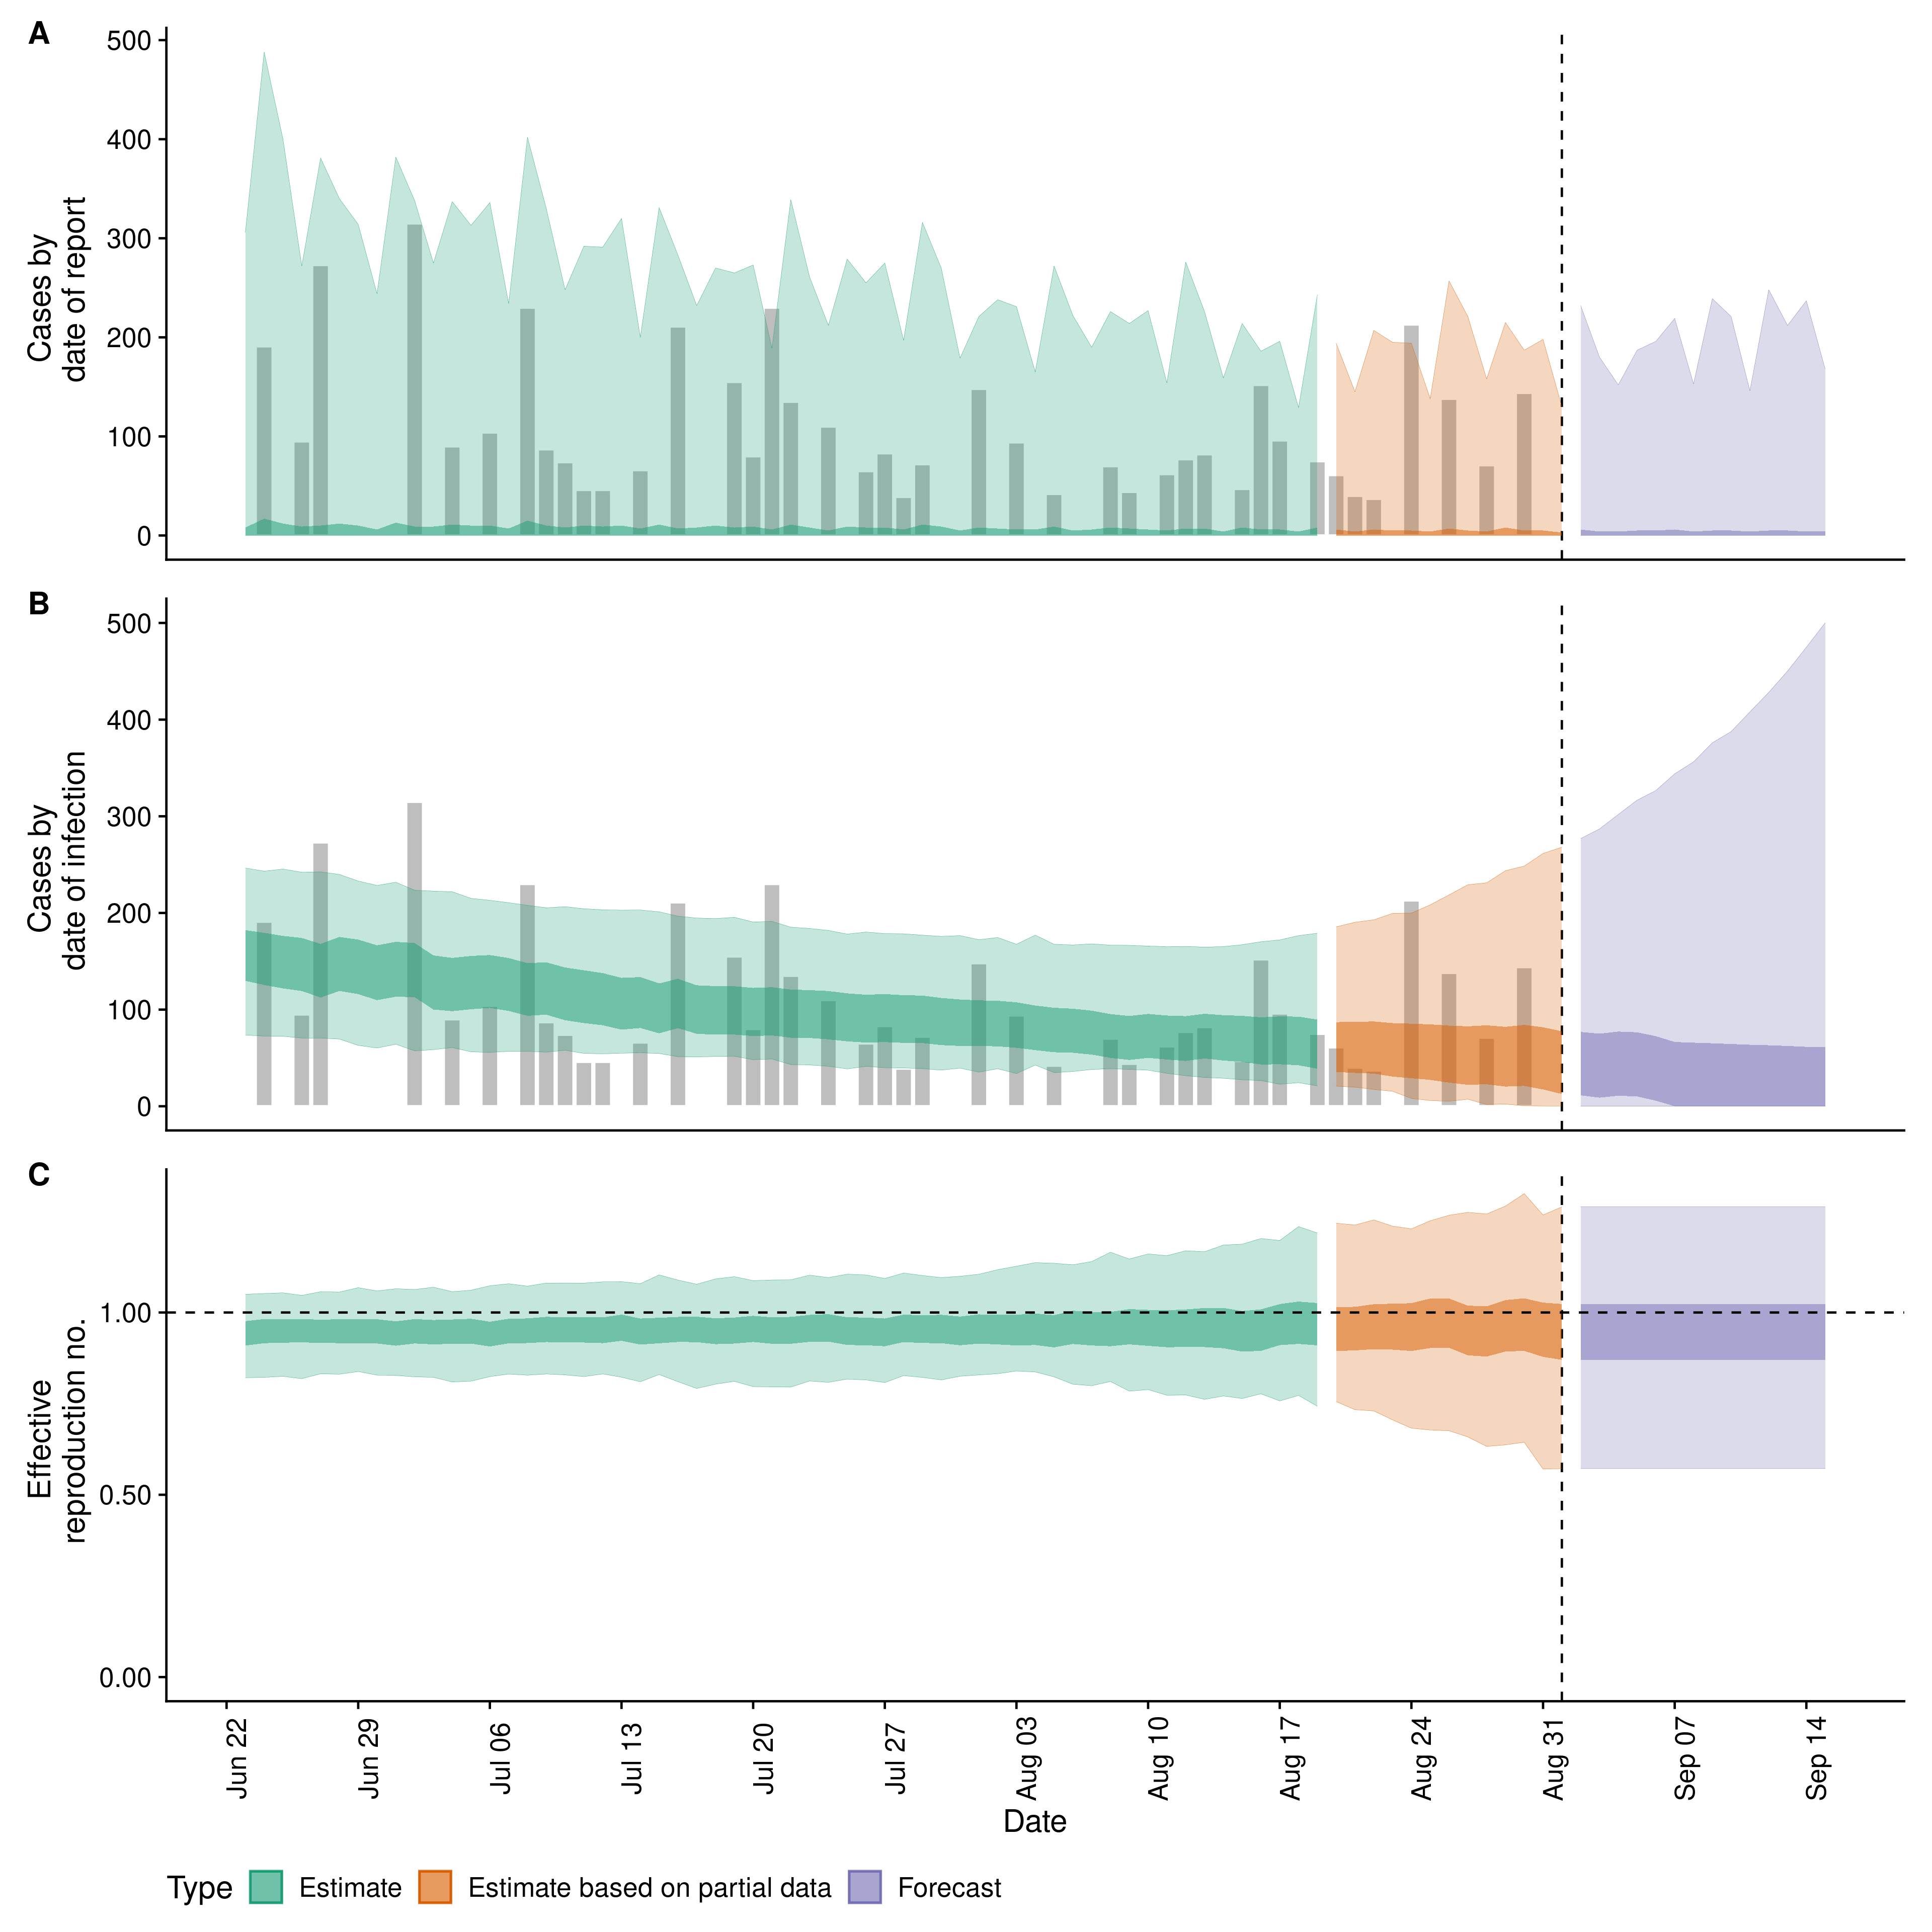 A
500
400
300
200
100
0
Cases by
date of report
B
500
400
300
200
100
0
Cases by
date of infection
C
1.00
0.50
0.00
Effective
reproduction no.
Jun 22
Jun 29
Jul 06
Jul 13
Jul 20
Jul 27
Aug 03
Aug 10
Aug 17
Aug 24
Aug 31
Sep 07
Sep 14
Date
Type Estimate Estimate based on partial data Forecast